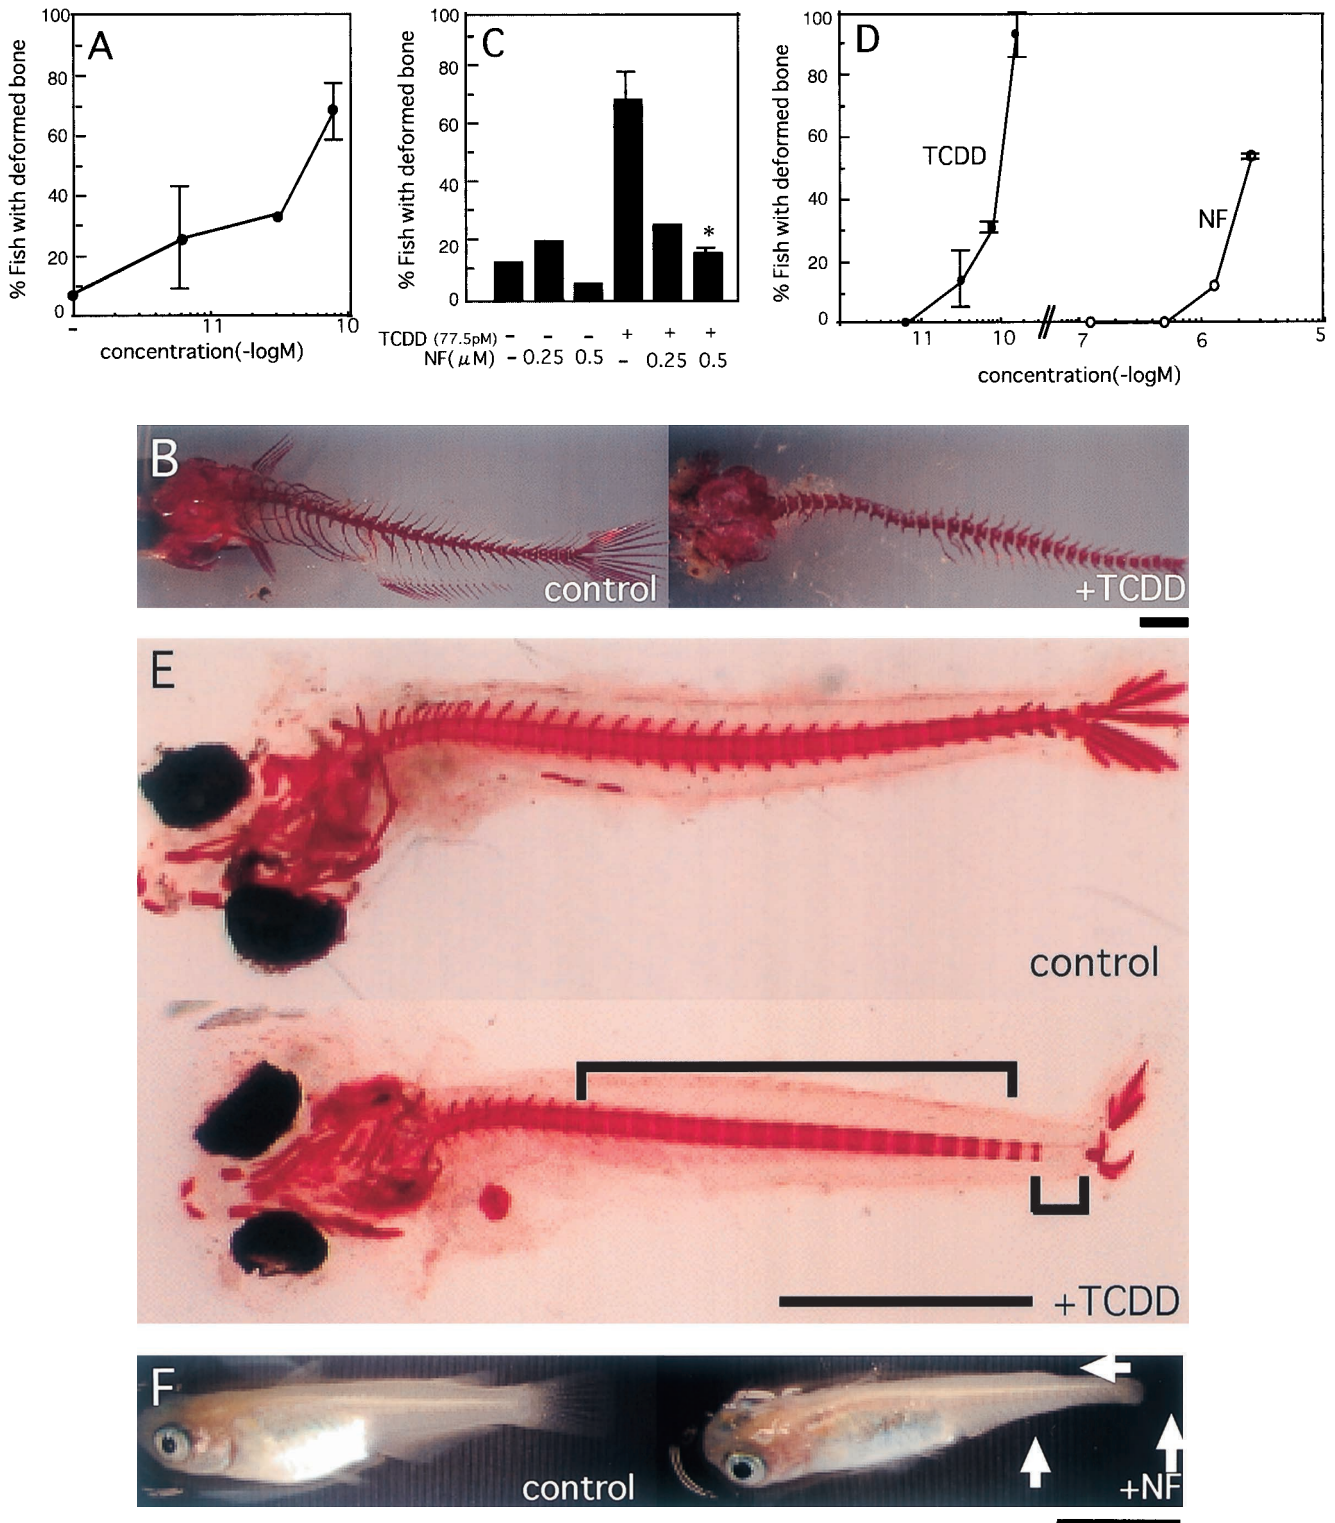 A
% Fish with deformed bone
100
80
60
40
20
0
– 11 10
concentration(-logM)
C
% Fish with deformed bone
100
80
60
40
20
0
*
TCDD (77.5pM) – – – + + +
NF(μM) – 0.25 0.5 – 0.25 0.5
D
% Fish with deformed bone
100
80
60
40
20
0
TCDD
NF
11 10 7 6 5
concentration(-logM)
B
control
+TCDD
E
control
+TCDD
F
control
+NF